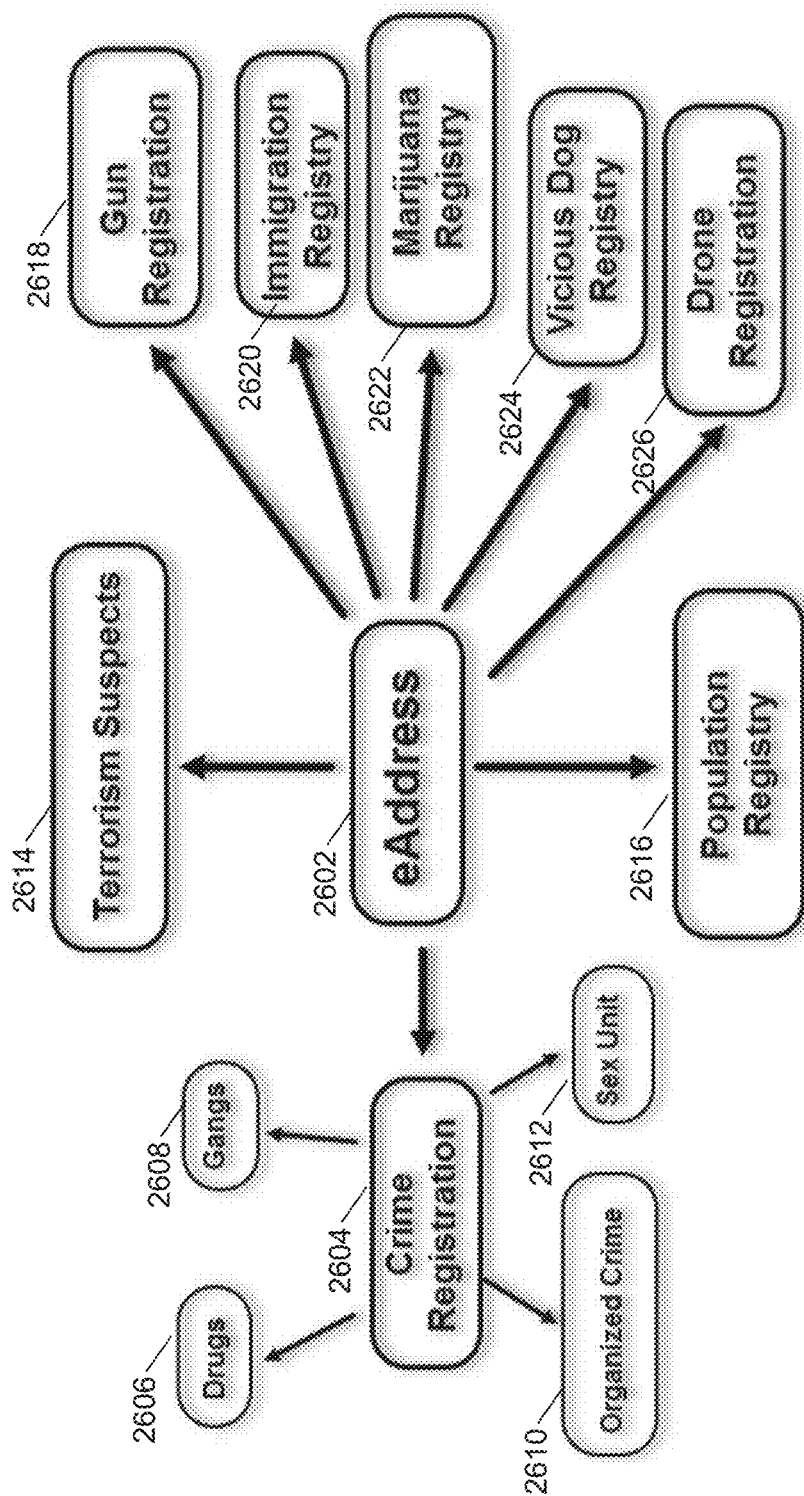 2614
Terrorism Suspects
2618
Gun
Registration
2620
Immigration
Registry
2622
Marijuana
Registry
2624
Vicious Dog
Registry
2626
Drone
Registration
2602
eAddress
2616
Population
Registry
2604
Crime
Registration
2606
Drugs
2608
Gangs
2610
Organized Crime
2612
Sex Unit